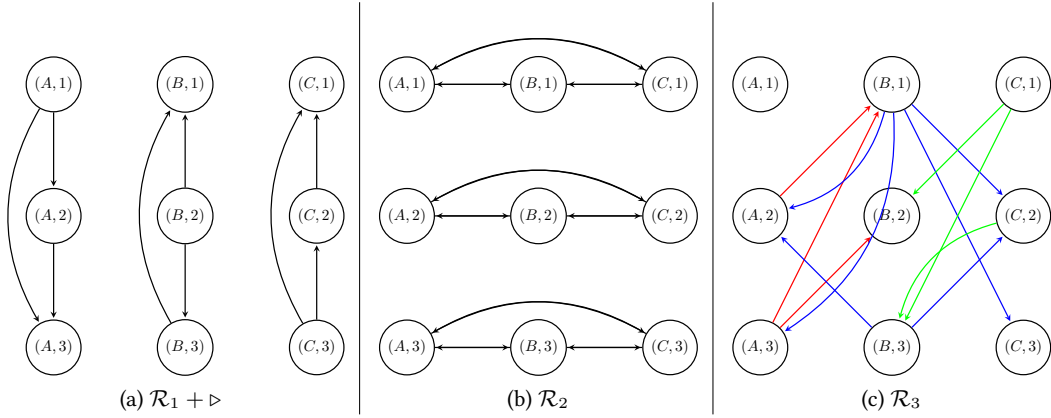 (A, 1) (B, 1) (C, 1)
(A, 2) (B, 2) (C, 2)
(A, 3) (B, 3) (C, 3)
(a) ℛ₁ + ▷
(A, 1) (B, 1) (C, 1)
(A, 2) (B, 2) (C, 2)
(A, 3) (B, 3) (C, 3)
(b) ℛ₂
(A, 1) (B, 1) (C, 1)
(A, 2) (B, 2) (C, 2)
(A, 3) (B, 3) (C, 3)
(c) ℛ₃